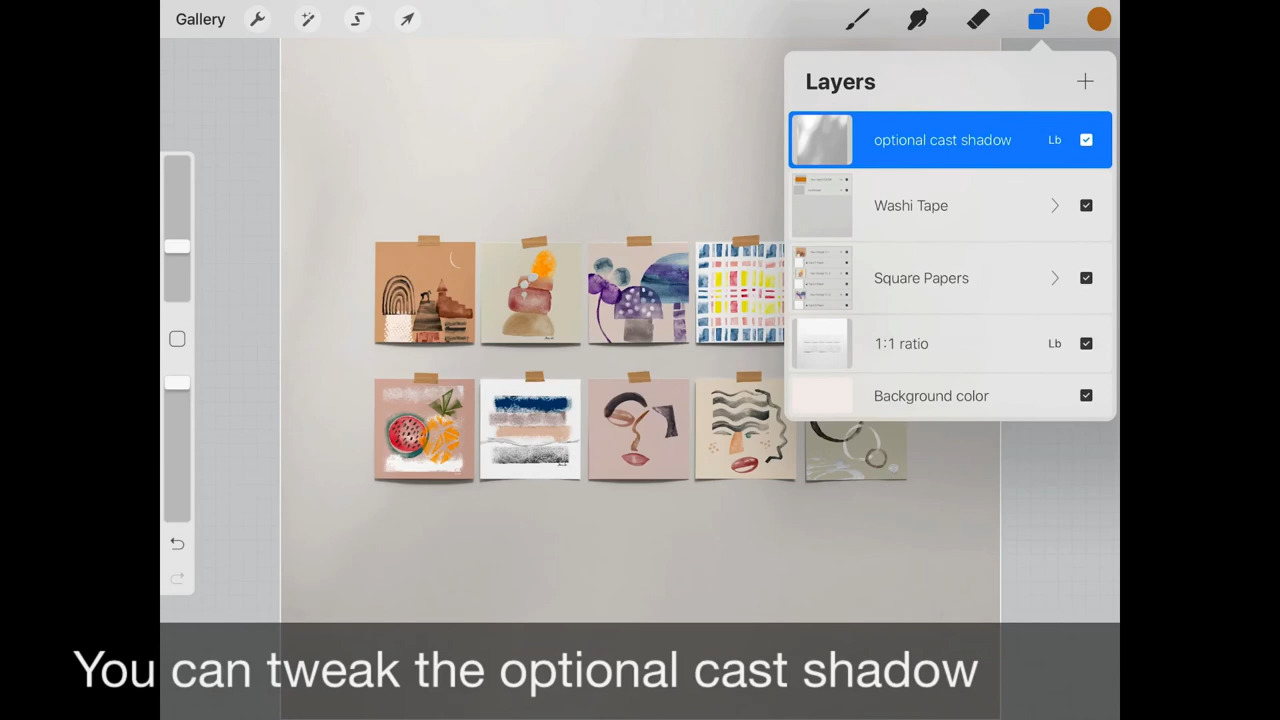 Gallery
Layers
optional cast shadow Lb
Washi Tape
Square Papers
1:1 ratio Lb
Background color
You can tweak the optional cast shadow